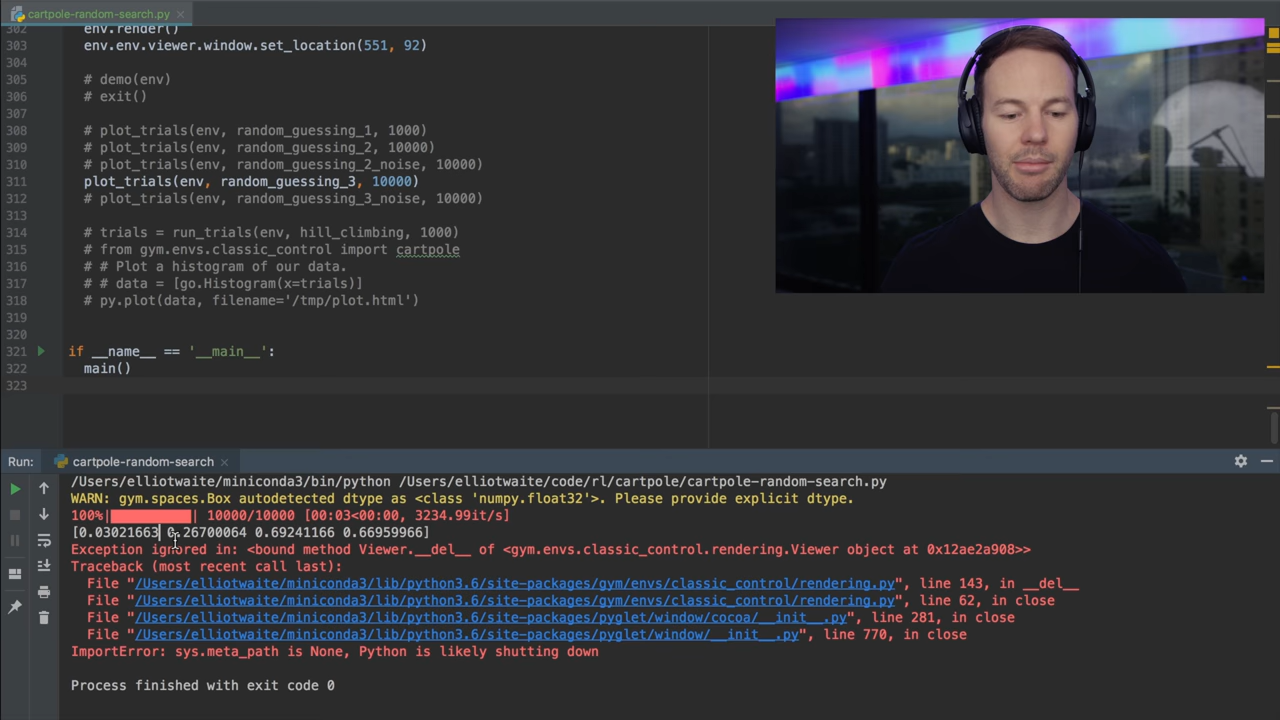 cartpole-random-search.py
302 env.render()
303 env.env.viewer.window.set_location(551, 92)
304
305 # demo(env)
306 # exit()
307
308 # plot_trials(env, random_guessing_1, 1000)
309 # plot_trials(env, random_guessing_2, 10000)
310 # plot_trials(env, random_guessing_2_noise, 10000)
311 plot_trials(env, random_guessing_3, 10000)
312 # plot_trials(env, random_guessing_3_noise, 10000)
313
314 # trials = run_trials(env, hill_climbing, 1000)
315 # from gym.envs.classic_control import cartpole
316 # # Plot a histogram of our data.
317 # # data = [go.Histogram(x=trials)]
318 # py.plot(data, filename='/tmp/plot.html')
319
320
321 if __name__ == '__main__':
322 main()
323
Run: cartpole-random-search
/Users/elliotwaite/miniconda3/bin/python /Users/elliotwaite/code/rl/cartpole/cartpole-random-search.py
WARN: gym.spaces.Box autodetected dtype as <class 'numpy.float32'>. Please provide explicit dtype.
100%|██████████| 10000/10000 [00:03<00:00, 3234.99it/s]
[0.03021663 0.26700064 0.69241166 0.66959966]
Exception ignored in: <bound method Viewer.__del__ of <gym.envs.classic_control.rendering.Viewer object at 0x12ae2a908>>
Traceback (most recent call last):
File "/Users/elliotwaite/miniconda3/lib/python3.6/site-packages/gym/envs/classic_control/rendering.py", line 143, in __del__
File "/Users/elliotwaite/miniconda3/lib/python3.6/site-packages/gym/envs/classic_control/rendering.py", line 62, in close
File "/Users/elliotwaite/miniconda3/lib/python3.6/site-packages/pyglet/window/cocoa/__init__.py", line 281, in close
File "/Users/elliotwaite/miniconda3/lib/python3.6/site-packages/pyglet/window/__init__.py", line 770, in close
ImportError: sys.meta_path is None, Python is likely shutting down
Process finished with exit code 0